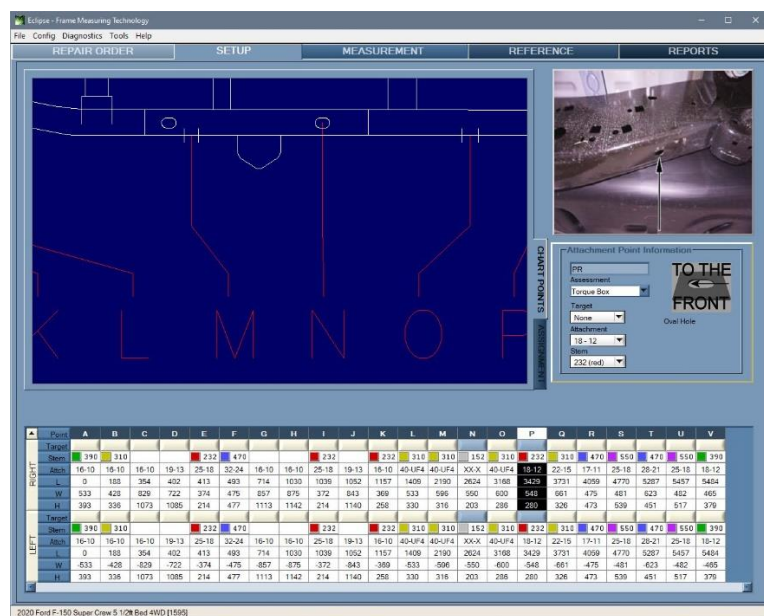 Eclipse - Frame Measuring Technology
File Config Diagnostics Tools Help
REPAIR ORDER SETUP MEASUREMENT REFERENCE REPORTS
K L M N O P
CHART POINTS
ASSIGNMENT
Attachment Point Information
PR
Assessment
Torque Box
Target
None
Attachment
18 - 12
Stem
232 (red)
TO THE
FRONT
Oval Hole
Point A B C D E F G H I J K L M N O P Q R S T U V
RIGHT
Target
Stem 390 310 232 470 232 232 310 310 152 310 232 310 470 550 470 550 390
Attch 16-10 16-10 16-10 19-13 25-18 32-24 16-10 16-10 25-18 19-13 16-10 40-UF4 40-UF4 XX-X 40-UF4 18-12 22-15 17-11 25-18 28-21 25-18 18-12
L 0 188 354 402 413 493 714 1030 1039 1052 1157 1409 2190 2624 3168 3429 3731 4059 4770 5287 5457 5484
W 533 428 829 722 374 475 857 875 372 843 369 533 596 550 600 548 661 475 481 623 482 465
H 393 336 1073 1085 214 477 1113 1142 214 1140 258 330 316 203 286 280 326 473 539 451 517 379
LEFT
Target
Stem 390 310 232 470 232 232 310 310 152 310 232 310 470 550 470 550 390
Attch 16-10 16-10 16-10 19-13 25-18 32-24 16-10 16-10 25-18 19-13 16-10 40-UF4 40-UF4 XX-X 40-UF4 18-12 22-15 17-11 25-18 28-21 25-18 18-12
L 0 188 354 402 413 493 714 1030 1039 1052 1157 1409 2190 2624 3168 3429 3731 4059 4770 5287 5457 5484
W -533 -428 -829 -722 -374 -475 -857 -875 -372 -843 -369 -533 -596 -550 -600 -548 -661 -475 -481 -623 -482 -465
H 393 336 1073 1085 214 477 1113 1142 214 1140 258 330 316 203 286 280 326 473 539 451 517 379
2020 Ford F-150 Super Crew 5 1/2ft Bed 4WD [1595]